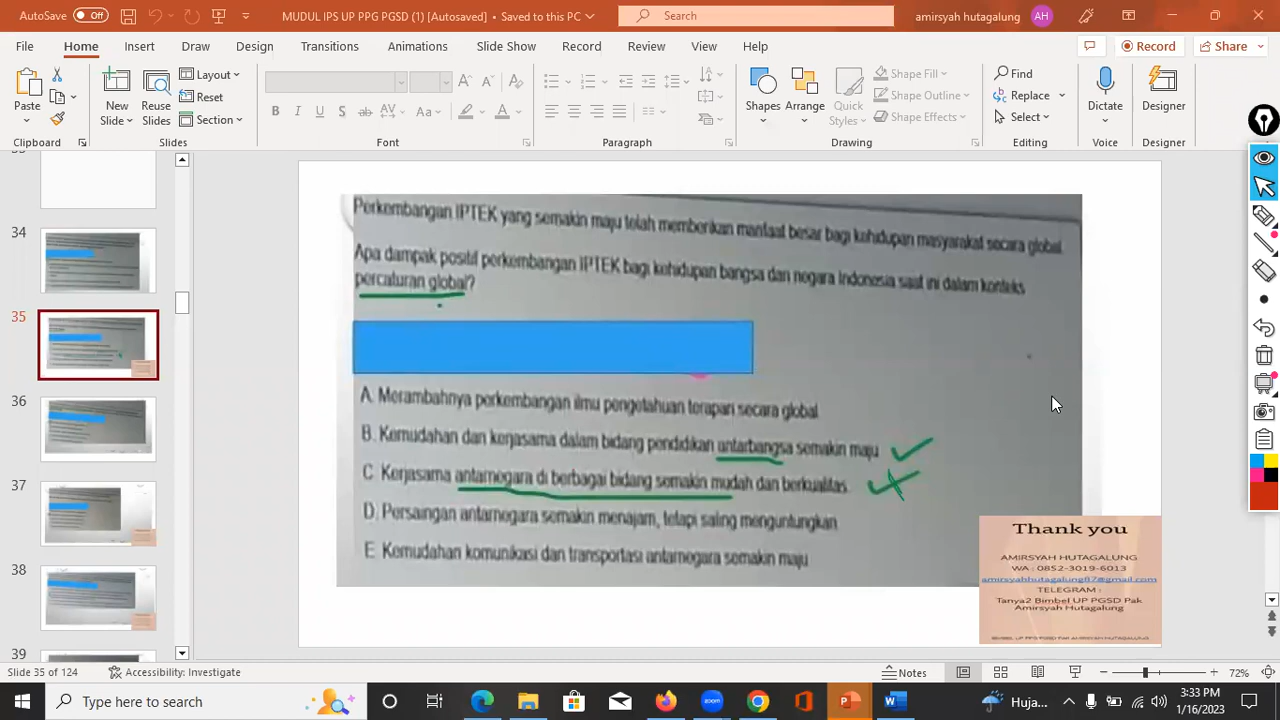 AutoSave Off MUDUL IPS UP PPG PGSD (1) [Autosaved] • Saved to this PC Search amirsyah hutagalung AH
File Home Insert Draw Design Transitions Animations Slide Show Record Review View Help Record Share
Paste New Slide Reuse Slides Layout Reset Section Shapes Arrange Quick Styles Shape Fill Shape Outline Shape Effects Find Replace Select Dictate Designer
Clipboard Slides Font Paragraph Drawing Editing Voice Designer
34
35
36
37
38
39
Perkembangan IPTEK yang semakin maju telah memberikan manfaat besar bagi kehidupan masyarakat secara global.
Apa dampak positif perkembangan IPTEK bagi kehidupan bangsa dan negara Indonesia saat ini dalam konteks
percaturan global?
A. Merambahnya perkembangan ilmu pengetahuan terapan secara global
B. Kemudahan dan kerjasama dalam bidang pendidikan antarbangsa semakin maju
C. Kerjasama antarnegara di berbagai bidang semakin mudah dan berkualitas
D. Persaingan antarnegara semakin menajam, tetapi saling menguntungkan
E. Kemudahan komunikasi dan transportasi antarnegara semakin maju
Thank you
AMIRSYAH HUTAGALUNG
WA : 0852-3019-6013
amirsyahhutagalung87@gmail.com
TELEGRAM :
Tanya2 Bimbel UP PGSD Pak
Amirsyah Hutagalung
BIMBEL UP PPG PGSD PAK AMIRSYAH HUTAGALUNG
Slide 35 of 124 Accessibility: Investigate Notes 72%
Type here to search Huja... 3:33 PM
1/16/2023